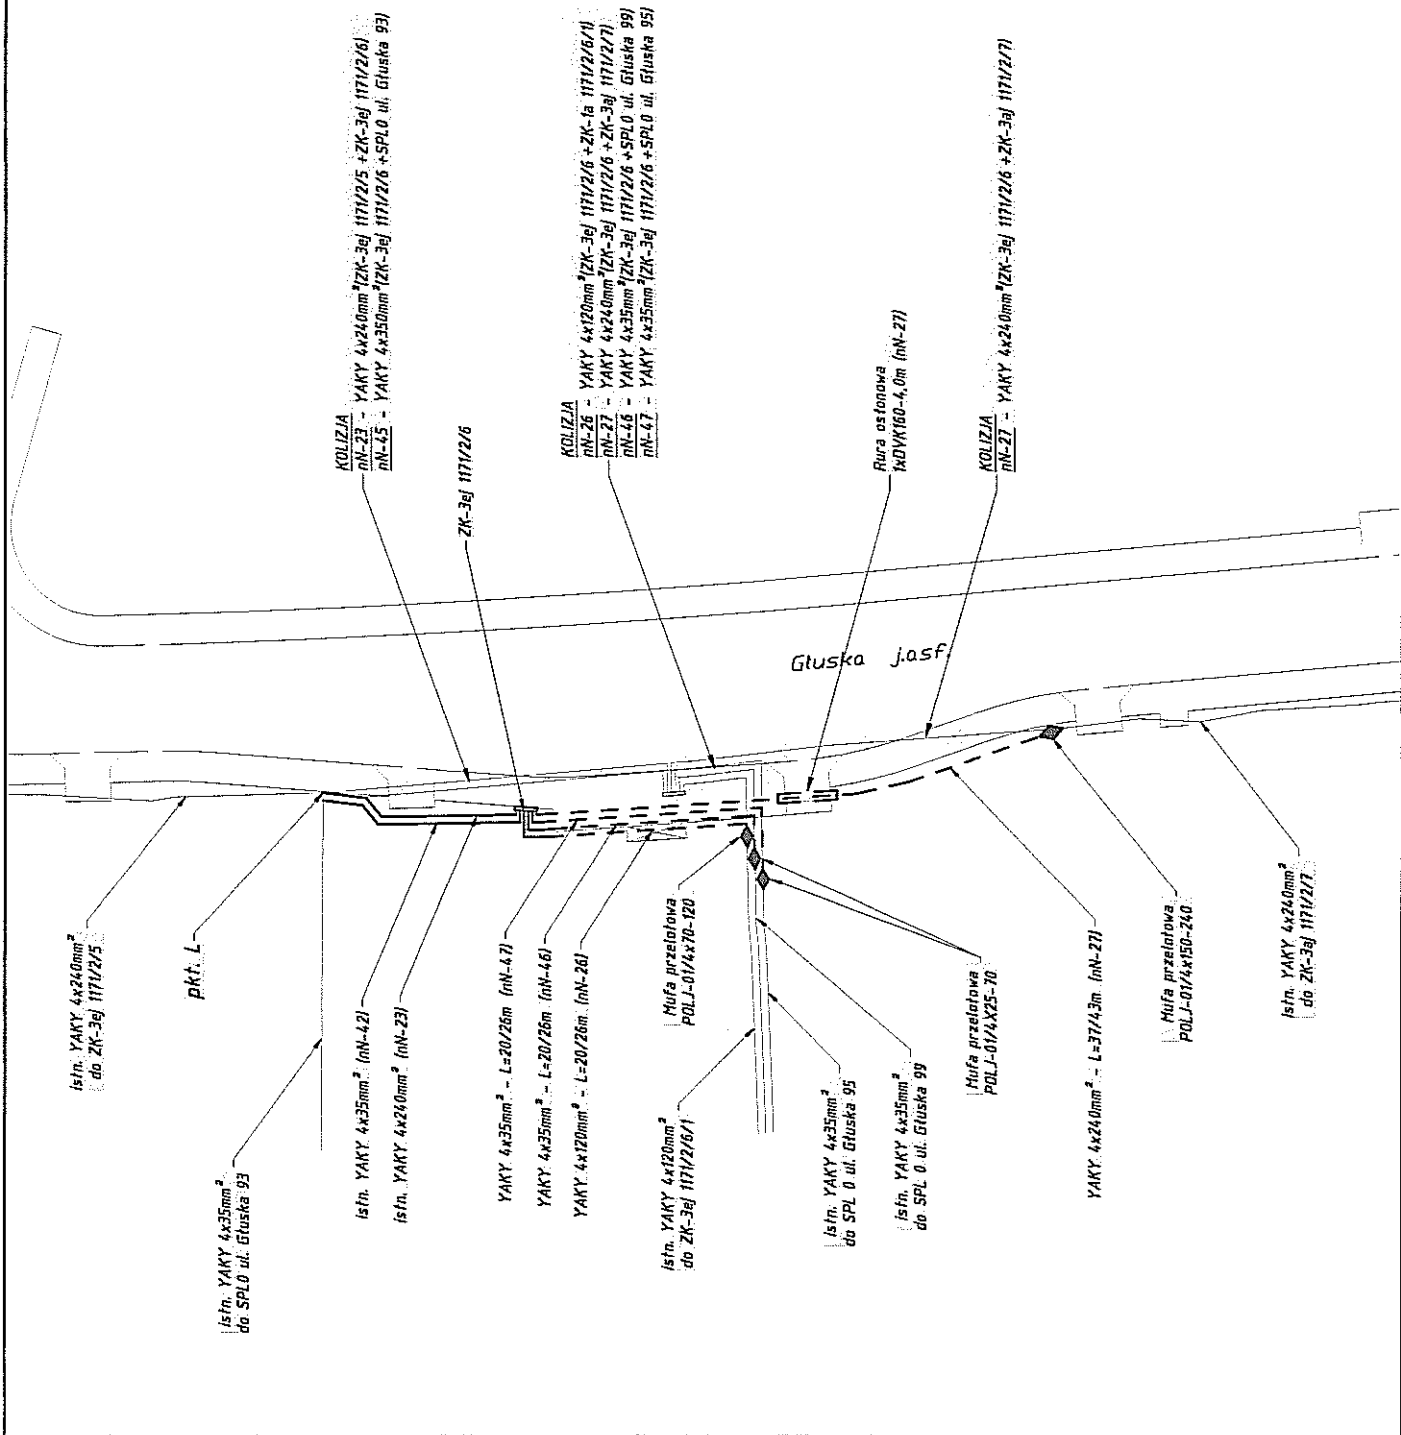 KOLIZJA
nN-23 - YAKY 4x240mm²(ZK-3ej 1171/2/5 +ZK-3ej 1171/2/6)
nN-45 - YAKY 4x350mm²(ZK-3ej 1171/2/6 +SPLO ul. Głuska 93)
ZK-3ej 1171/2/6
KOLIZJA
nN-26 - YAKY 4x120mm²(ZK-3ej 1171/2/6 +ZK-1a 1171/2/6/1)
nN-27 - YAKY 4x240mm²(ZK-3ej 1171/2/6 +ZK-3aj 1171/2/7)
nN-46 - YAKY 4x35mm²(ZK-3ej 1171/2/6 +SPLO ul. Głuska 99)
nN-47 - YAKY 4x35mm²(ZK-3ej 1171/2/6 +SPLO ul. Głuska 95)
Rura osłonowa
1xDVK160-4,0m (nN-27)
KOLIZJA
nN-27 - YAKY 4x240mm²(ZK-3ej 1171/2/6 +ZK-3aj 1171/2/7)
Głuska j.asf.
istn. YAKY 4x240mm²
do ZK-3ej 1171/2/5
pkt. L
istn. YAKY 4x35mm²
do SPLO ul. Głuska 93
istn. YAKY 4x35mm² (nN-42)
istn. YAKY 4x240mm² (nN-23)
YAKY 4x35mm² - L=20/26m (nN-47)
YAKY 4x35mm² - L=20/26m (nN-46)
YAKY 4x120mm² - L=20/26m (nN-26)
Mufa przelotowa
POLJ-01/4x70-120
istn. YAKY 4x120mm²
do ZK-3ej 1171/2/6/1
istn. YAKY 4x35mm²
do SPL O ul. Głuska 95
istn. YAKY 4x35mm²
do SPL O ul. Głuska 99
Mufa przelotowa
POLJ-01/4X25-70
YAKY 4x240mm² - L=37/43m (nN-27)
Mufa przelotowa
POLJ-01/4x150-240
istn. YAKY 4x240mm²
do ZK-3aj 1171/2/7